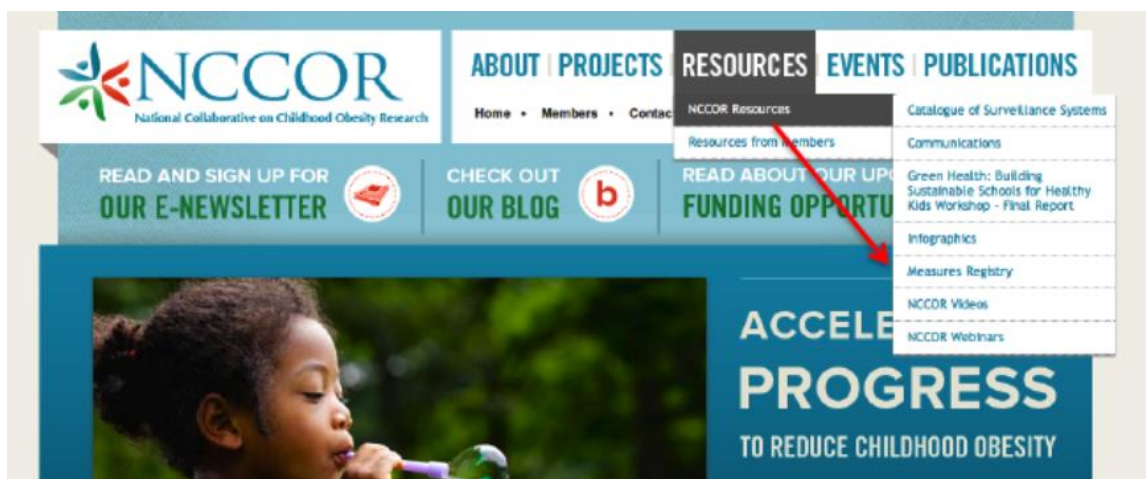 NCCOR
National Collaborative on Childhood Obesity Research
ABOUT | PROJECTS | RESOURCES | EVENTS | PUBLICATIONS
Home • Members • Contac
NCCOR Resources
Resources from Members
Catalogue of Surveillance Systems
Communications
Green Health: Building
Sustainable Schools for Healthy
Kids Workshop - Final Report
Infographics
Measures Registry
NCCOR Videos
NCCOR Webinars
READ AND SIGN UP FOR
OUR E-NEWSLETTER
CHECK OUT
OUR BLOG
b
READ ABOUT OUR UPC
FUNDING OPPORTU
ACCELE
PROGRESS
TO REDUCE CHILDHOOD OBESITY